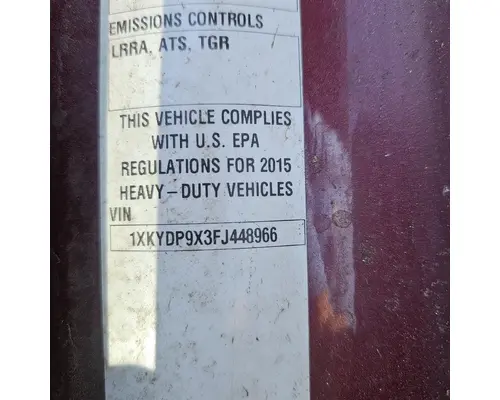 EMISSIONS CONTROLS
LRRA, ATS, TGR
THIS VEHICLE COMPLIES
WITH U.S. EPA
REGULATIONS FOR 2015
HEAVY-DUTY VEHICLES
VIN
1XKYDP9X3FJ448966